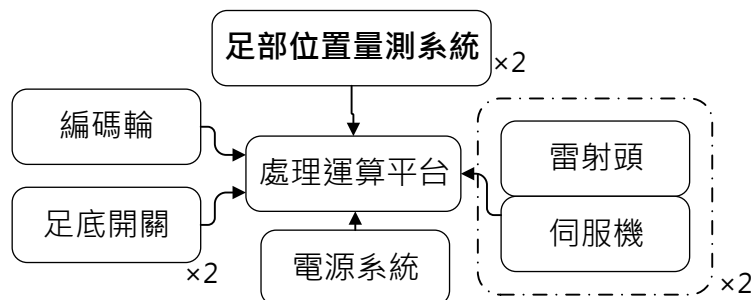 足部位置量測系統
×2
編碼輪
處理運算平台
雷射頭
足底開關
×2
伺服機
電源系統
×2